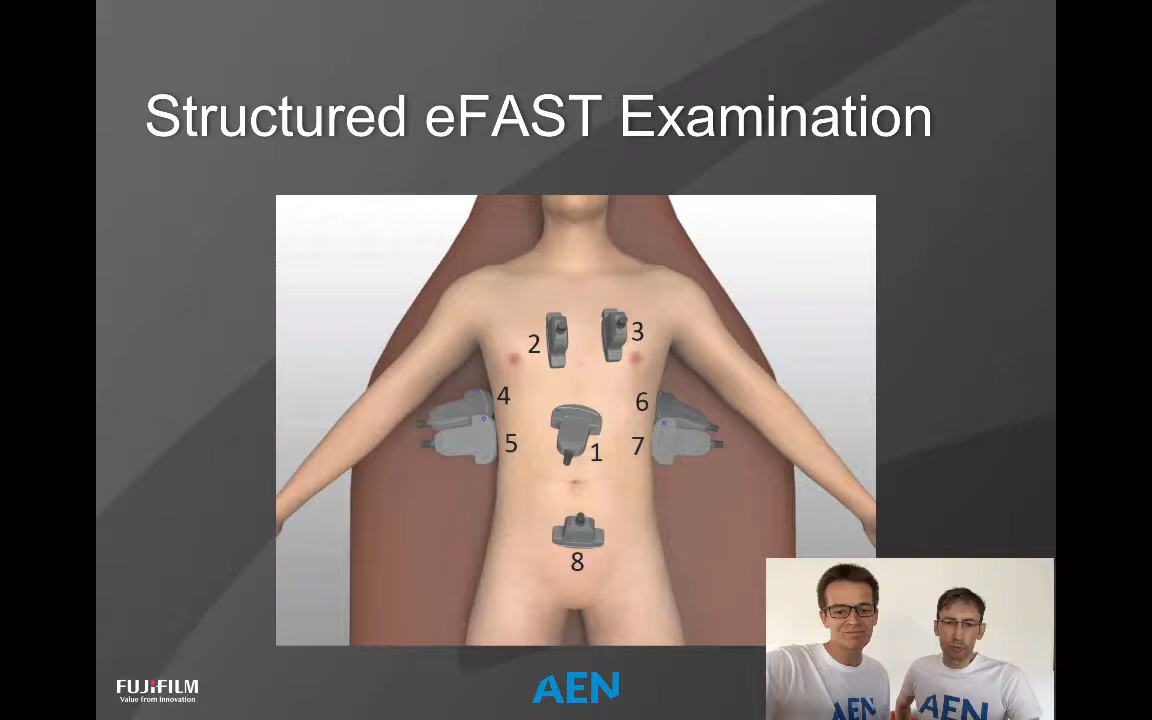 Structured eFAST Examination
2
3
4
6
5
7
1
8
FUJIFILM
Value from Innovation
AEN
AEN
AEN